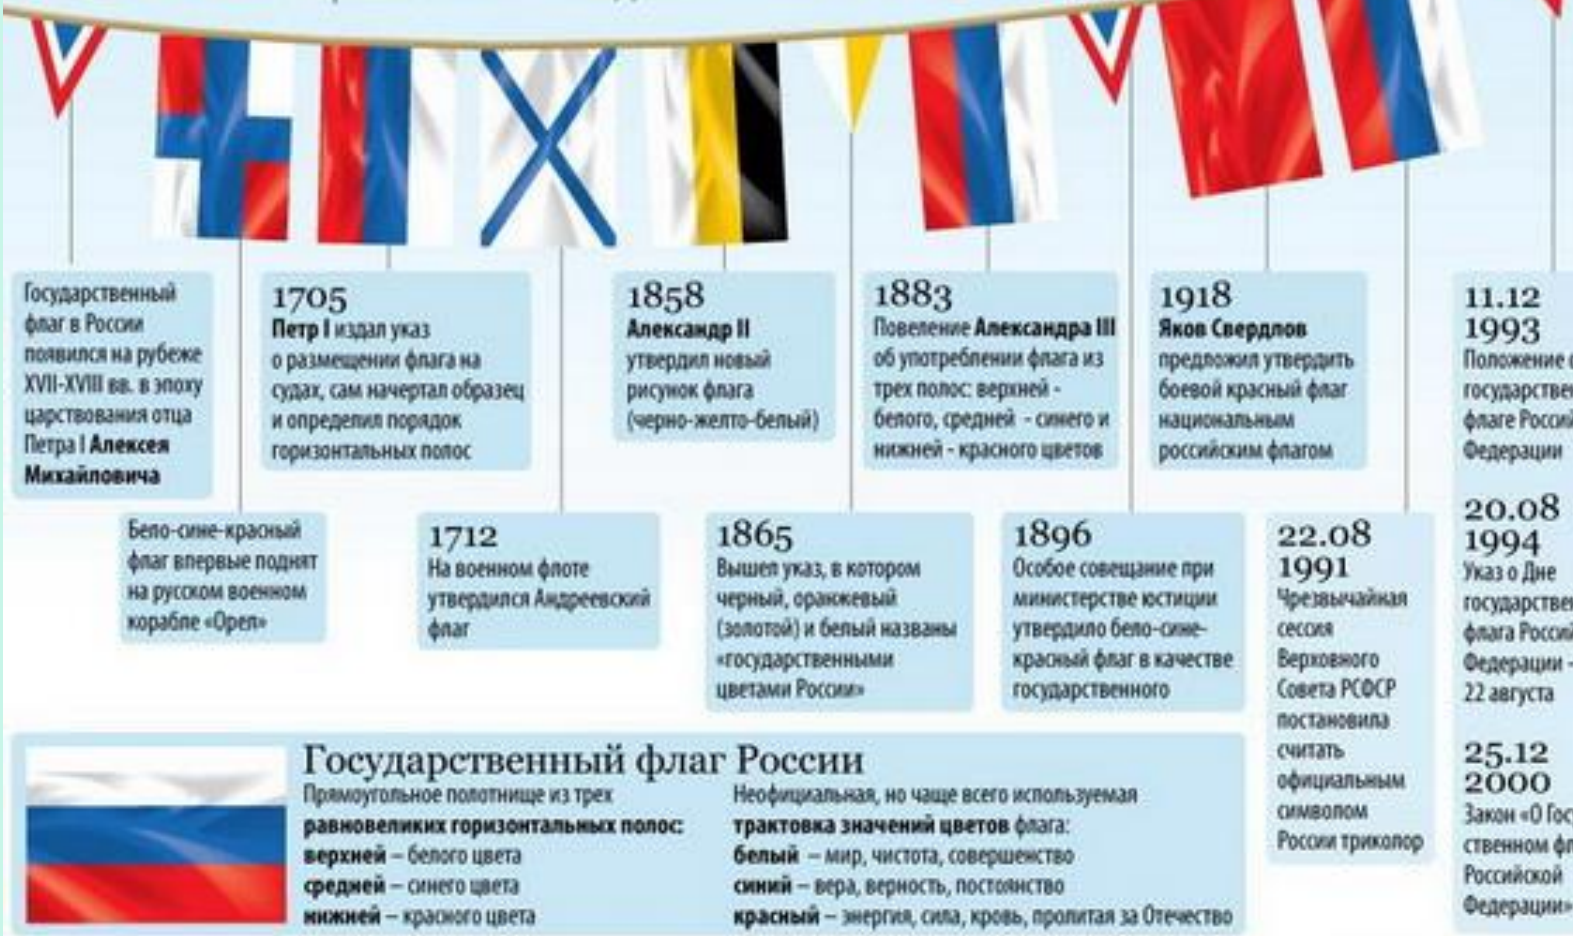 Государственный
флаг в России
появился на рубеже
XVII-XVIII вв. в эпоху
царствования отца
Петра I Алексея
Михайловича
Бело-сине-красный
флаг впервые поднят
на русском военном
корабле «Орел»
1705
Петр I издал указ
о размещении флага на
судах, сам начертал образец
и определил порядок
горизонтальных полос
1712
На военном флоте
утвердился Андреевский
флаг
1858
Александр II
утвердил новый
рисунок флага
(черно-желто-белый)
1865
Вышел указ, в котором
черный, оранжевый
(золотой) и белый названы
«государственными
цветами России»
1883
Повеление Александра III
об употреблении флага из
трех полос: верхней -
белого, средней - синего и
нижней - красного цветов
1896
Особое совещание при
министерстве юстиции
утвердило бело-сине-
красный флаг в качестве
государственного
1918
Яков Свердлов
предложил утвердить
боевой красный флаг
национальным
российским флагом
22.08
1991
Чрезвычайная
сессия
Верховного
Совета РСФСР
постановила
считать
официальным
символом
России триколор
11.12
1993
Положение
государствен
флаге Россий
Федерации
20.08
1994
Указ о Дне
государствен
флага Россий
Федерации -
22 августа
25.12
2000
Закон «О Гос
ственном фл
Российской
Федерации»
Государственный флаг России
Прямоугольное полотнище из трех
равновеликих горизонтальных полос:
верхней – белого цвета
средней – синего цвета
нижней – красного цвета
Неофициальная, но чаще всего используемая
трактовка значений цветов флага:
белый – мир, чистота, совершенство
синий – вера, верность, постоянство
красный – энергия, сила, кровь, пролитая за Отечество